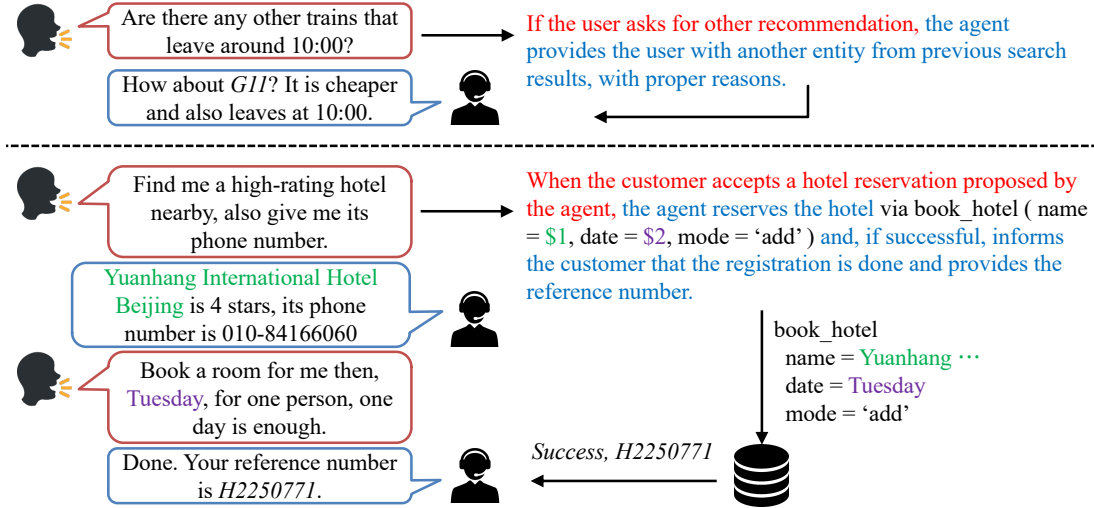 Are there any other trains that
leave around 10:00?
If the user asks for other recommendation, the agent
provides the user with another entity from previous search
results, with proper reasons.
How about G11? It is cheaper
and also leaves at 10:00.
Find me a high-rating hotel
nearby, also give me its
phone number.
When the customer accepts a hotel reservation proposed by
the agent, the agent reserves the hotel via book_hotel ( name
= $1, date = $2, mode = ‘add’ ) and, if successful, informs
the customer that the registration is done and provides the
reference number.
Yuanhang International Hotel
Beijing is 4 stars, its phone
number is 010-84166060
Book a room for me then,
Tuesday, for one person, one
day is enough.
book_hotel
name = Yuanhang ⋯
date = Tuesday
mode = ‘add’
Success, H2250771
Done. Your reference number
is H2250771.